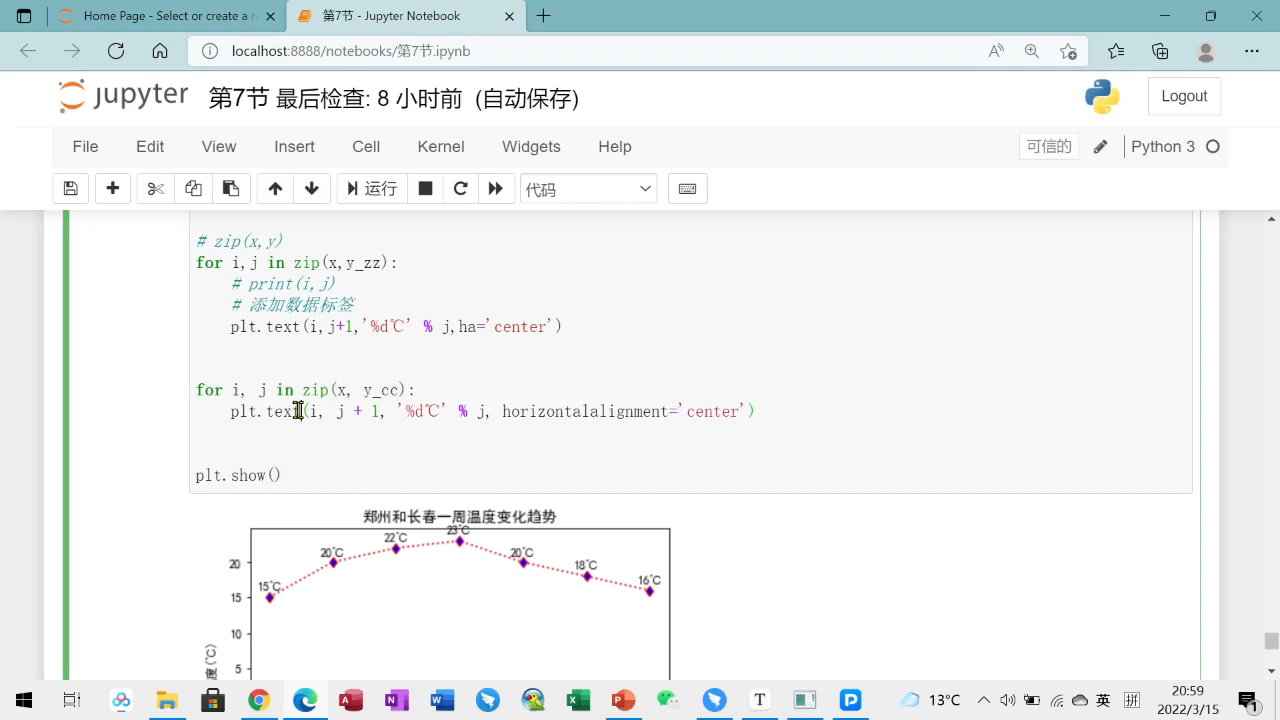 Home Page - Select or create a n
第7节 - Jupyter Notebook
localhost:8888/notebooks/第7节.ipynb
jupyter 第7节 最后检查: 8 小时前 (自动保存)
Logout
File Edit View Insert Cell Kernel Widgets Help
可信的 Python 3
运行 代码
# zip(x,y)
for i,j in zip(x,y_zz):
# print(i,j)
# 添加数据标签
plt.text(i,j+1,'%d℃' % j,ha='center')
for i, j in zip(x, y_cc):
plt.text(i, j + 1, '%d℃' % j, horizontalalignment='center')
plt.show()
郑州和长春一周温度变化趋势
23℃
22℃
20℃
20℃
18℃
16℃
15℃
20
15
10
5
度(℃)
13°C
英
拼
20:59
2022/3/15
1